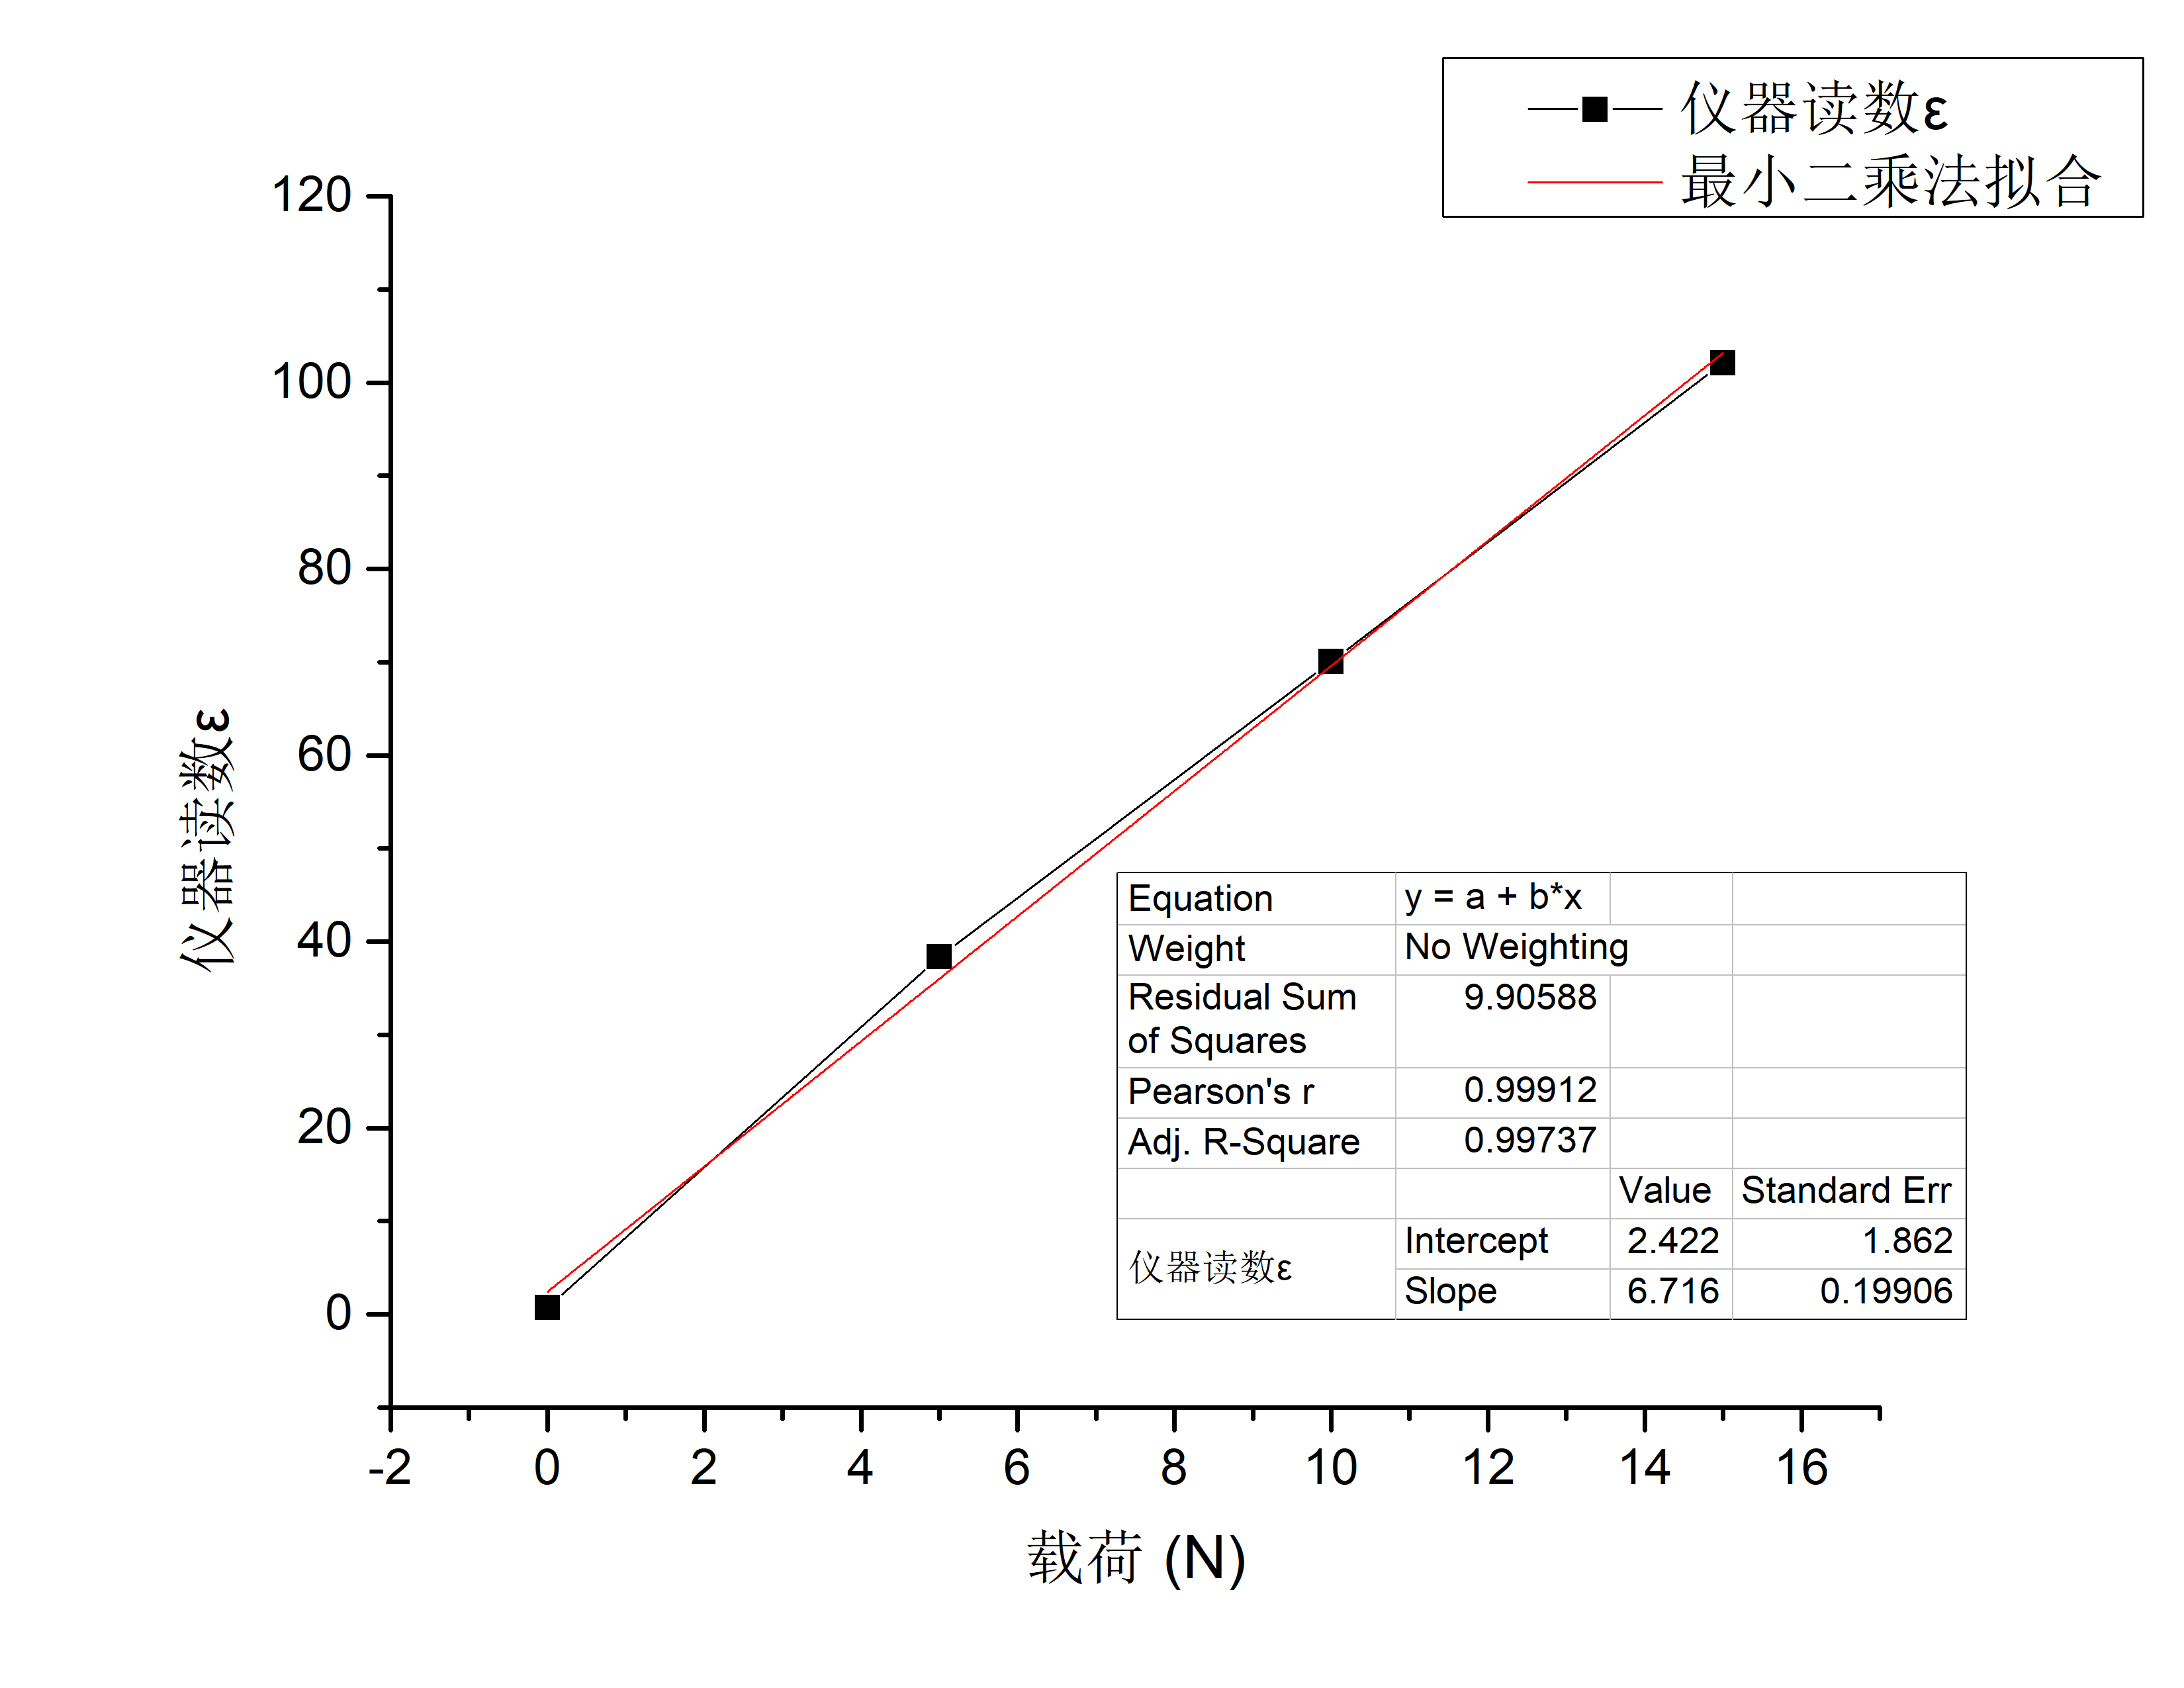 仪器读数ε
最小二乘法拟合
120
100
80
60
40
20
0
仪器读数ε
Equation y = a + b*x
Weight No Weighting
Residual Sum of Squares 9.90588
Pearson's r 0.99912
Adj. R-Square 0.99737
Value Standard Err
仪器读数ε Intercept 2.422 1.862
Slope 6.716 0.19906
-2 0 2 4 6 8 10 12 14 16
载荷 (N)